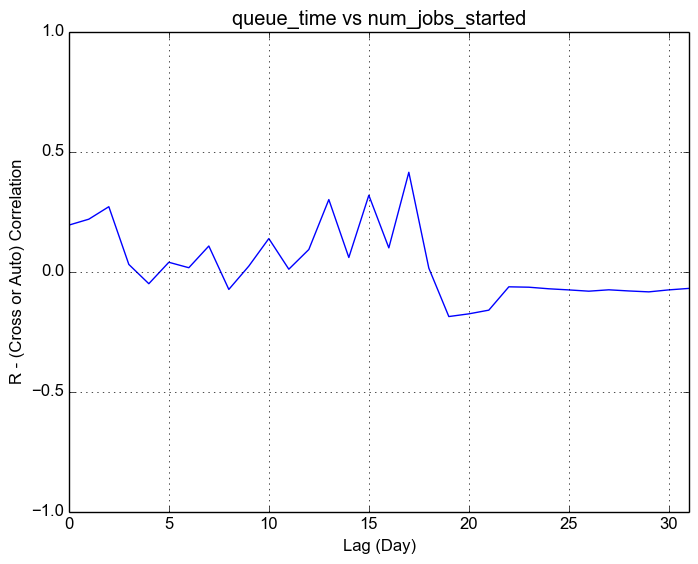 queue_time vs num_jobs_started
R - (Cross or Auto) Correlation
1.0
0.5
0.0
−0.5
−1.0
0 5 10 15 20 25 30
Lag (Day)